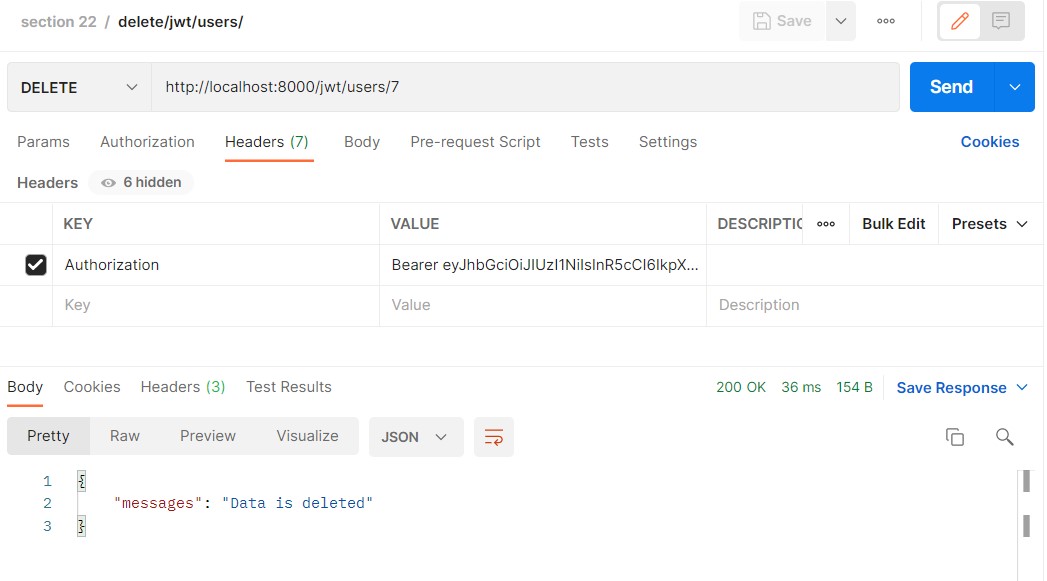 section 22 / delete/jwt/users/ Save ooo
DELETE http://localhost:8000/jwt/users/7 Send
Params Authorization Headers (7) Body Pre-request Script Tests Settings Cookies
Headers 6 hidden
KEY VALUE DESCRIPTIO ooo Bulk Edit Presets
Authorization Bearer eyJhbGciOiJIUzI1NiIsInR5cCI6IkpX...
Key Value Description
Body Cookies Headers (3) Test Results 200 OK 36 ms 154 B Save Response
Pretty Raw Preview Visualize JSON
1 {
2 "messages": "Data is deleted"
3 }